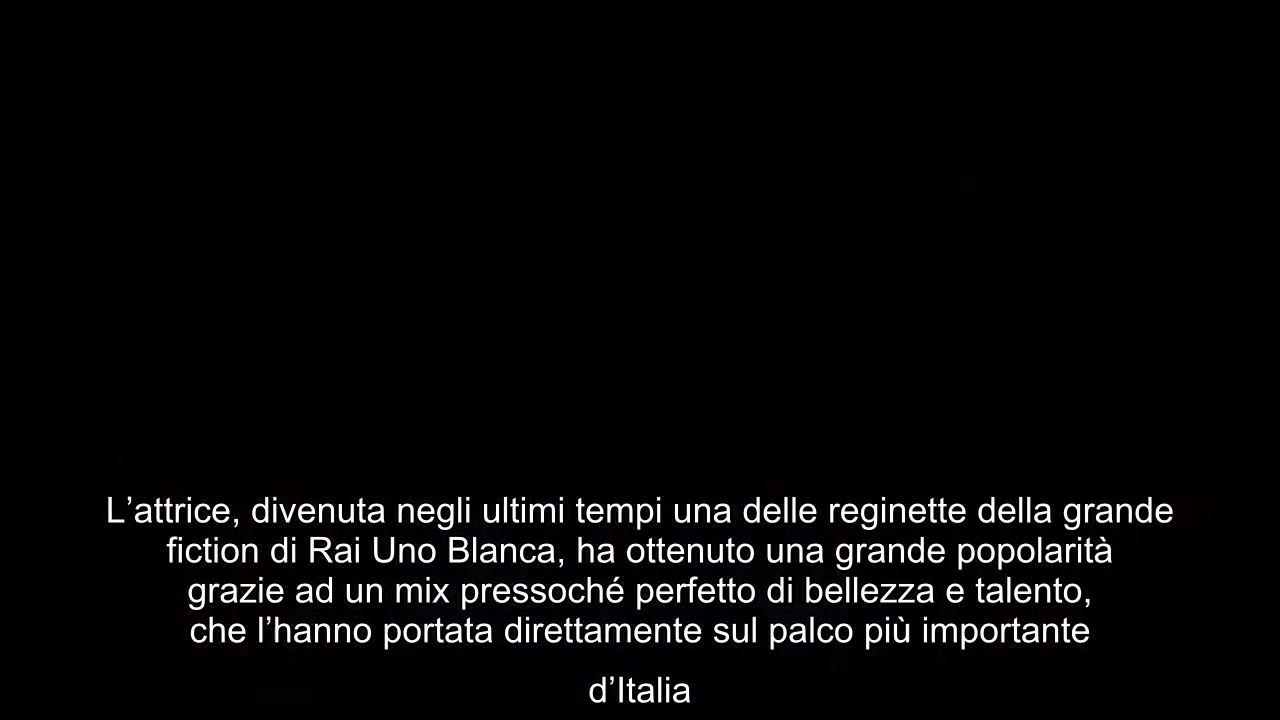 L’attrice, divenuta negli ultimi tempi una delle reginette della grande
fiction di Rai Uno Blanca, ha ottenuto una grande popolarità
grazie ad un mix pressoché perfetto di bellezza e talento,
che l’hanno portata direttamente sul palco più importante
d’Italia